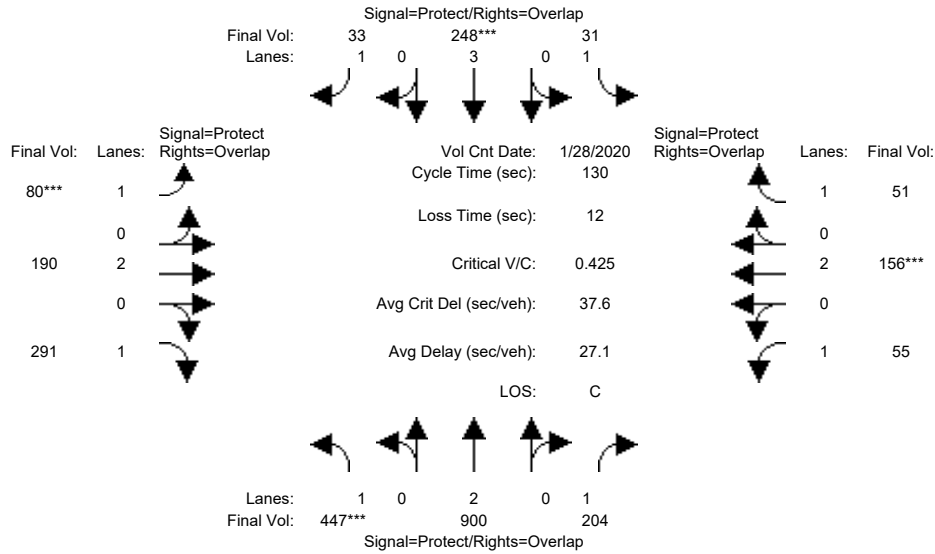 Signal=Protect/Rights=Overlap
Final Vol: 33 248*** 31
Lanes: 1 0 3 0 1
Signal=Protect Signal=Protect
Final Vol: Lanes: Rights=Overlap Vol Cnt Date: 1/28/2020 Rights=Overlap Lanes: Final Vol:
Cycle Time (sec): 130
80*** 1 1 51
Loss Time (sec): 12
0 0
190 2 Critical V/C: 0.425 2 156***
0 Avg Crit Del (sec/veh): 37.6 0
291 1 Avg Delay (sec/veh): 27.1 1 55
LOS: C
Lanes: 1 0 2 0 1
Final Vol: 447*** 900 204
Signal=Protect/Rights=Overlap